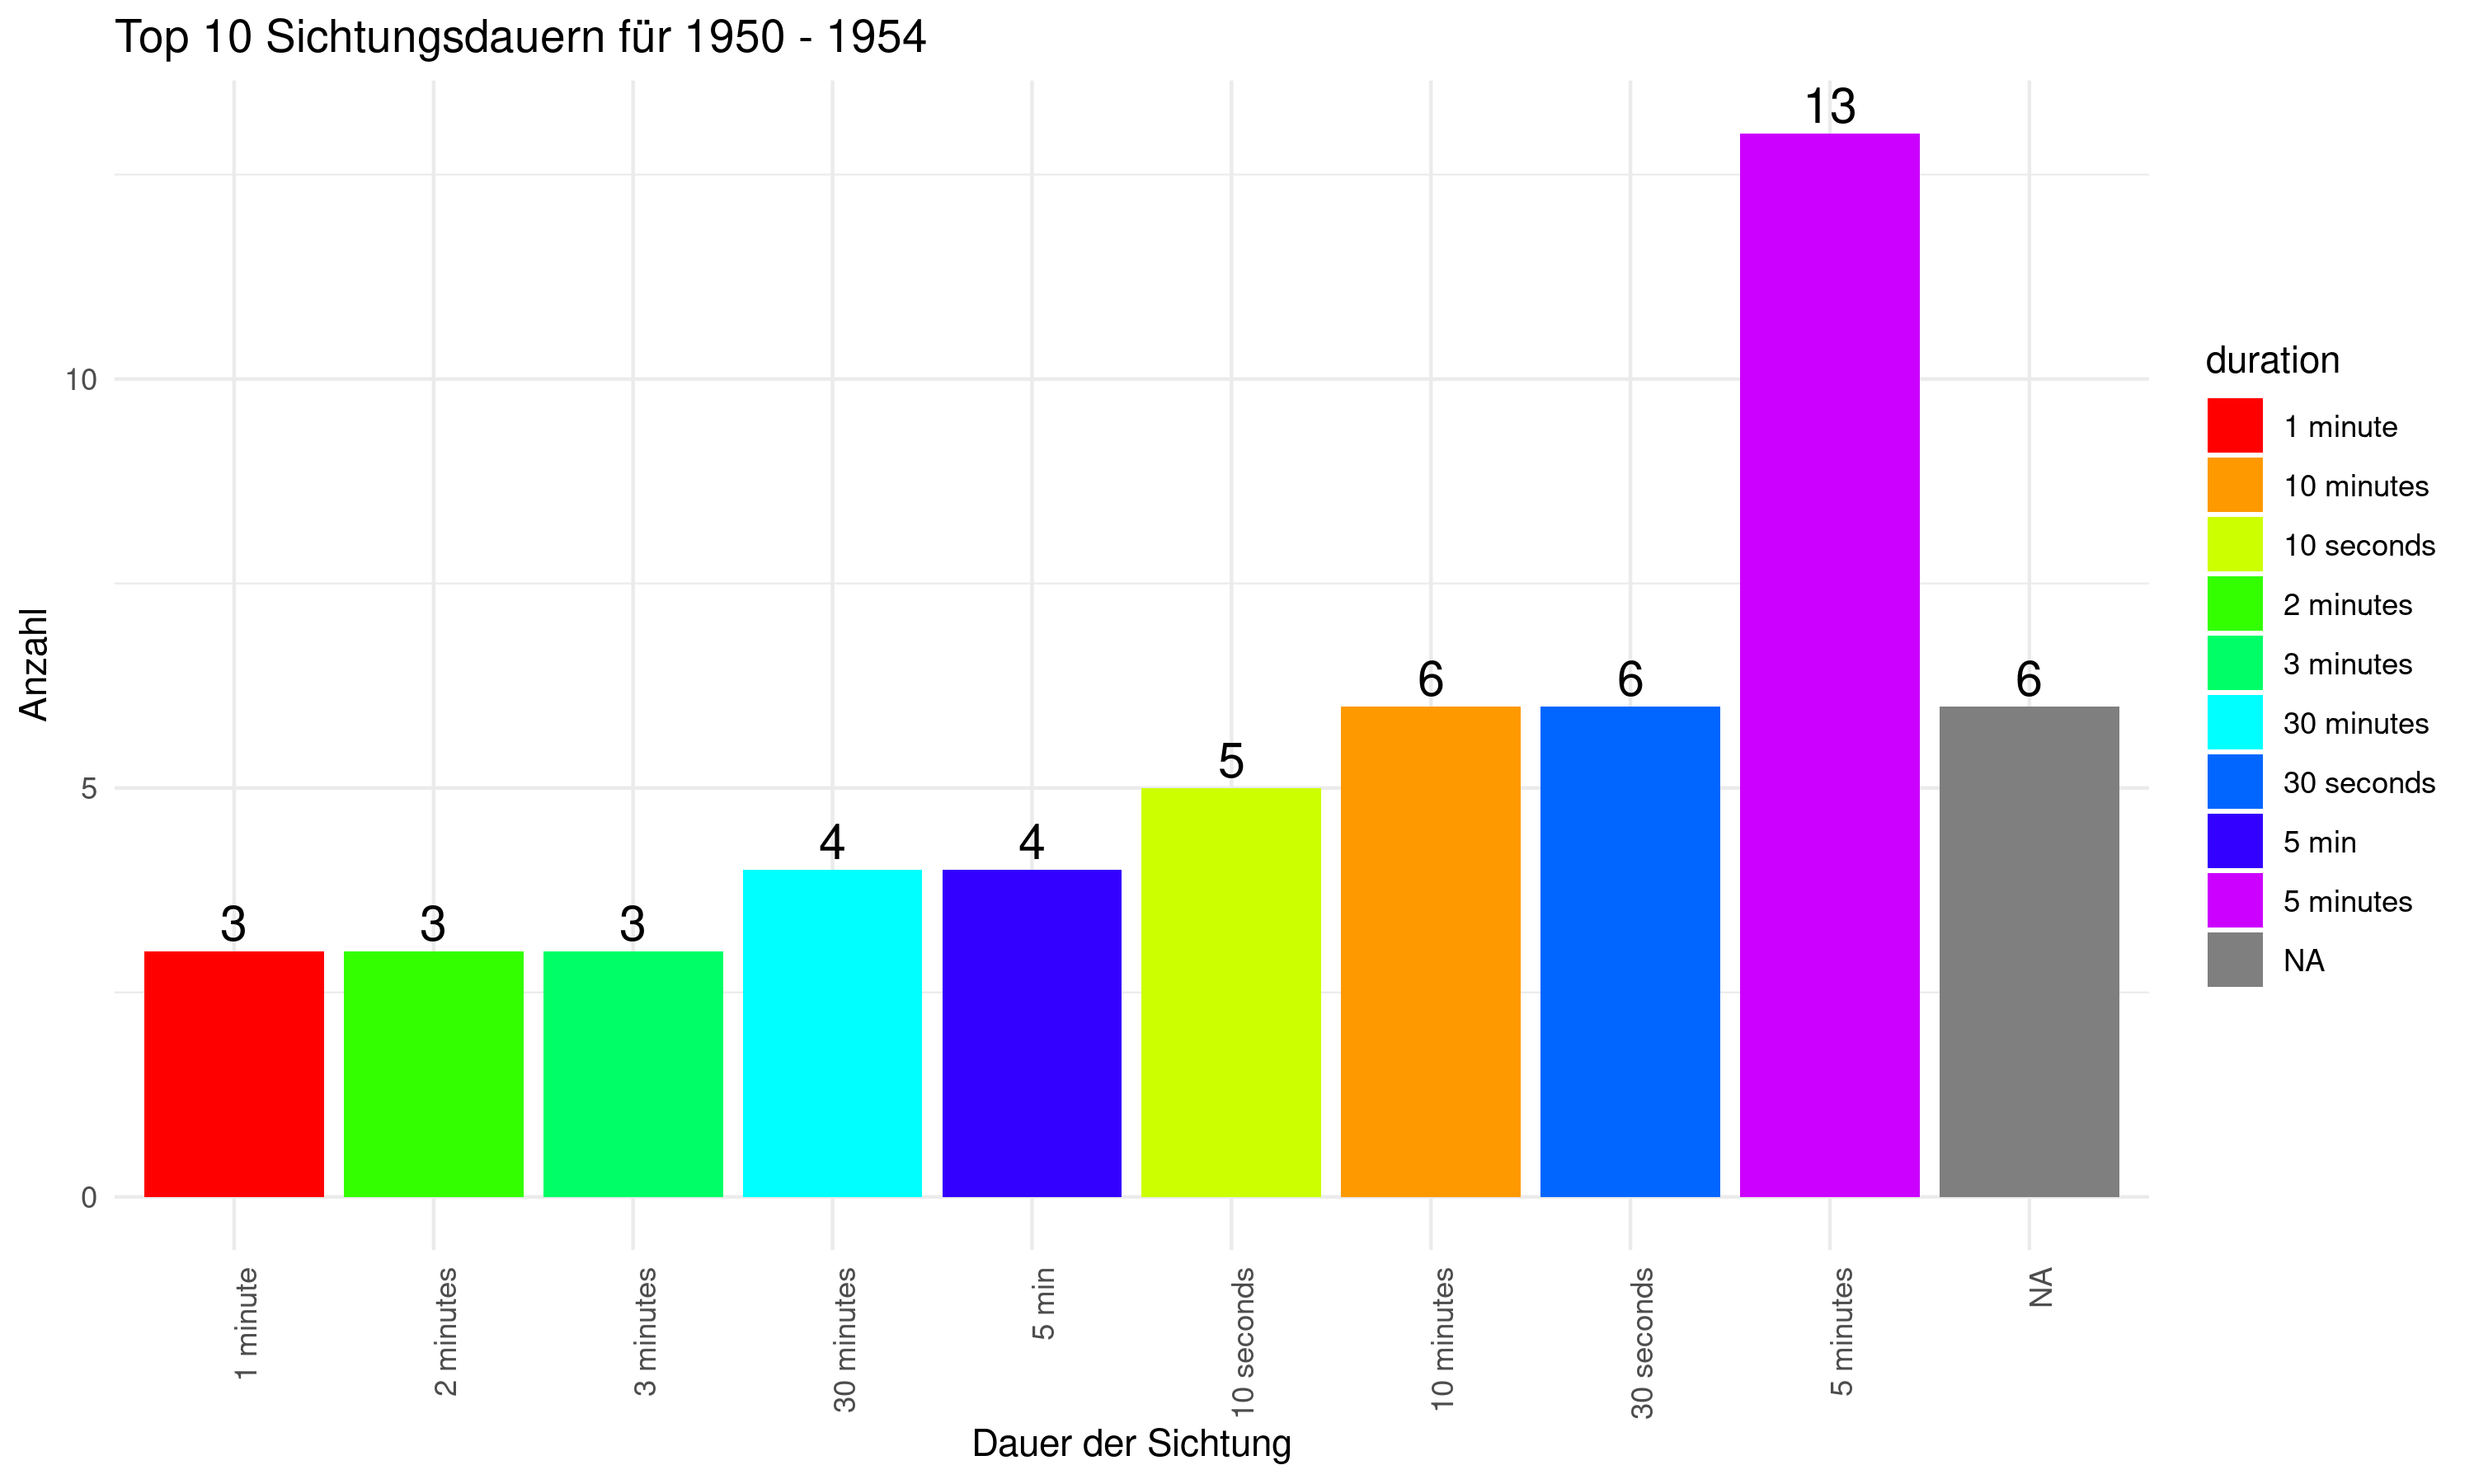 Top 10 Sichtungsdauern für 1950 - 1954
Anzahl
10
5
0
3
3
3
4
4
5
6
6
13
6
1 minute
2 minutes
3 minutes
30 minutes
5 min
10 seconds
10 minutes
30 seconds
5 minutes
NA
Dauer der Sichtung
duration
1 minute
10 minutes
10 seconds
2 minutes
3 minutes
30 minutes
30 seconds
5 min
5 minutes
NA